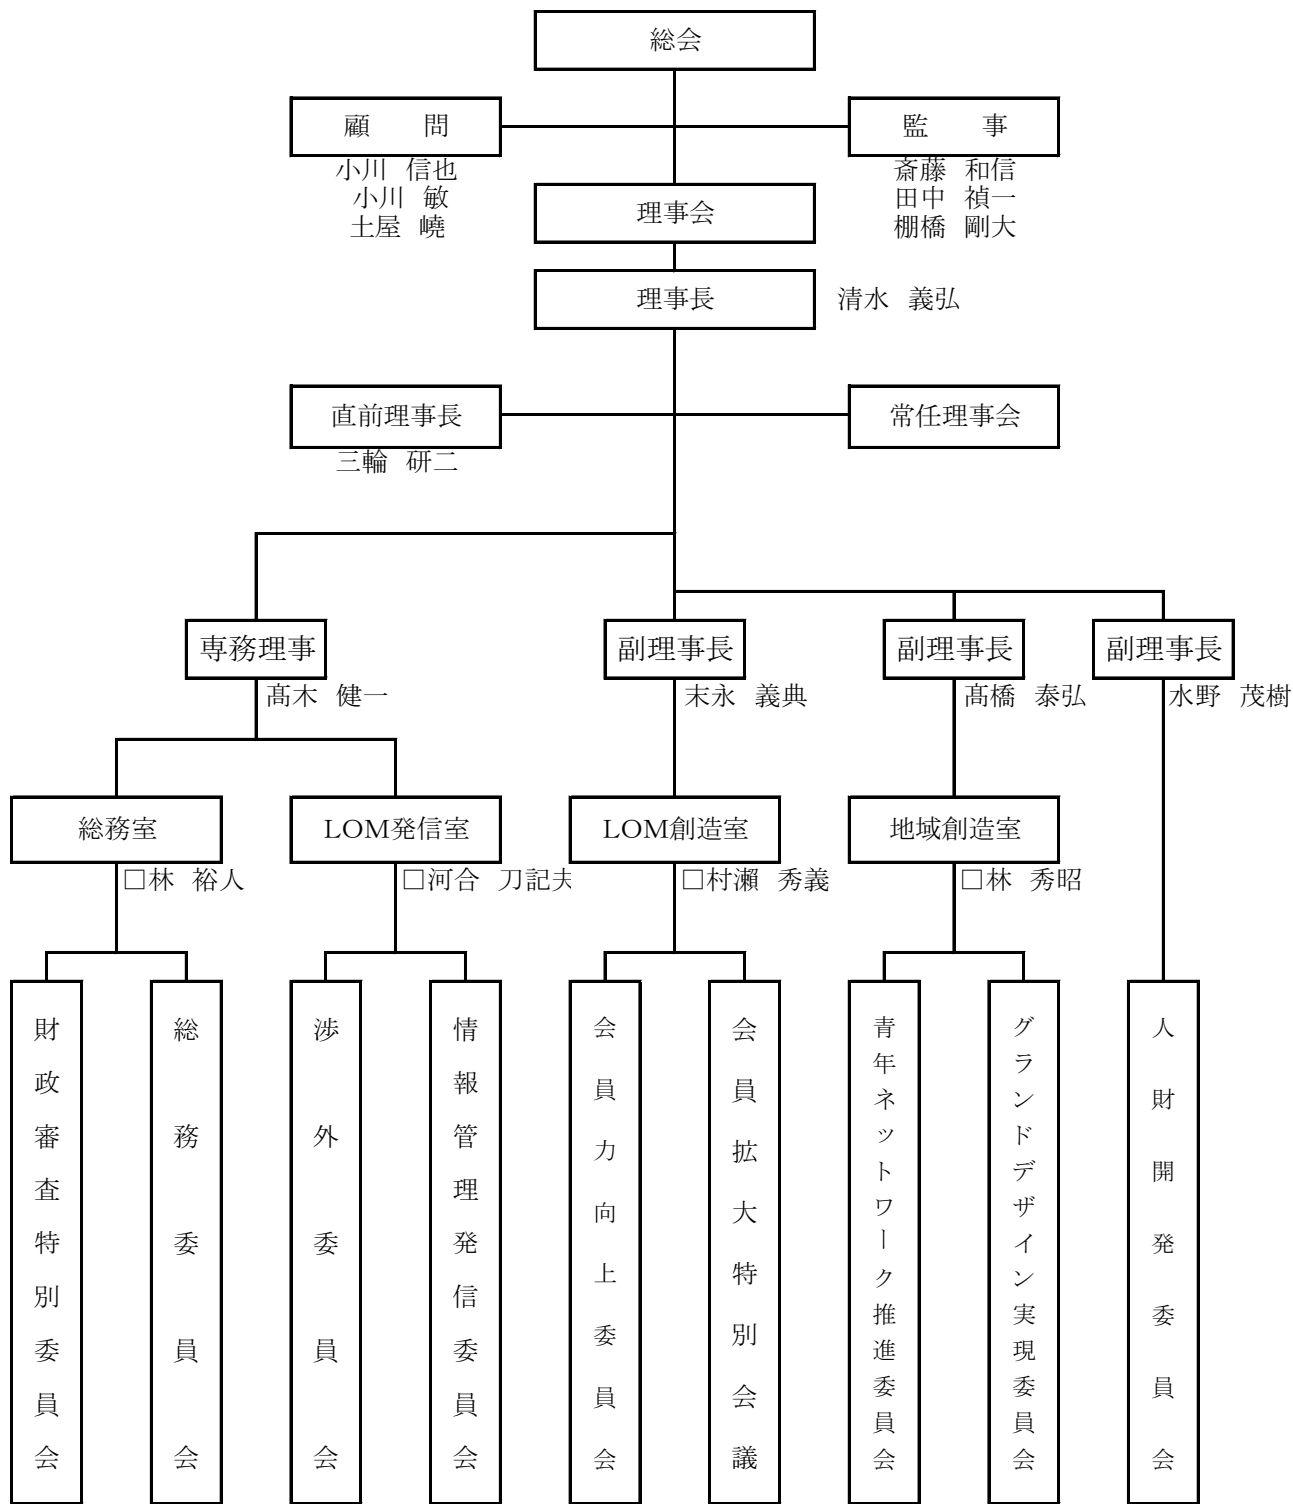 総会
顧　　問
監　　事
小川 信也
小川 敏
土屋 嶢
斎藤 和信
田中 禎一
棚橋 剛大
理事会
理事長
清水 義弘
直前理事長
三輪 研二
常任理事会
専務理事
副理事長
副理事長
副理事長
髙木 健一
末永 義典
髙橋 泰弘
水野 茂樹
総務室
LOM発信室
LOM創造室
地域創造室
□林 裕人
□河合 刀記夫
□村瀬 秀義
□林 秀昭
財政審査特別委員会
総務委員会
渉外委員会
情報管理発信委員会
会員力向上委員会
会員拡大特別会議
青年ネットワーク推進委員会
グランドデザイン実現委員会
人財開発委員会